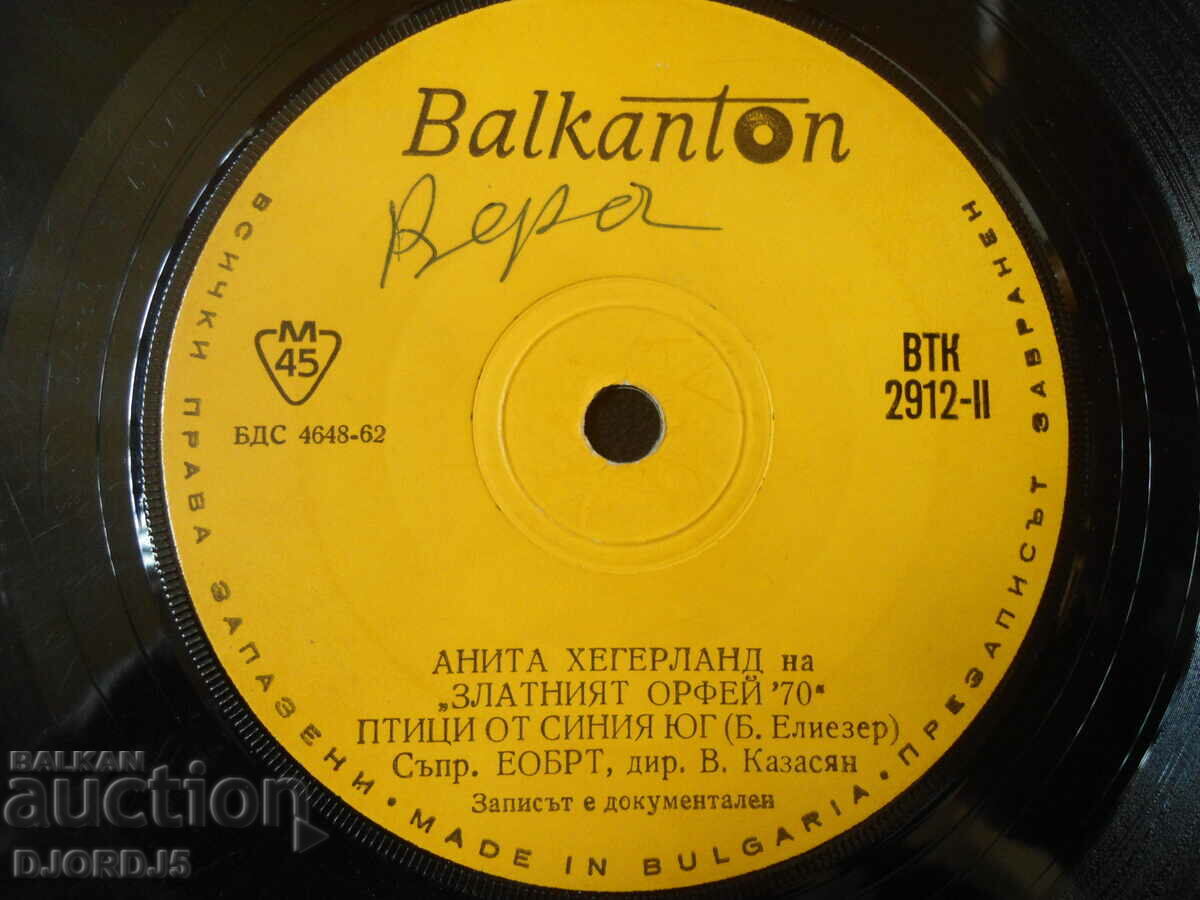 Balkanton
Вера
М
45
БДС 4648-62
ВТК
2912-II
АНИТА ХЕГЕРЛАНД на
„ЗЛАТНИЯТ ОРФЕЙ '70“
ПТИЦИ ОТ СИНИЯ ЮГ (Б. Елиезер)
Съпр. ЕОБРТ, дир. В. Казасян
Записът е документален
ВСИЧКИ ПРАВА ЗАПАЗЕНИ • MADE IN BULGARIA • ПРЕЗАПИСЪТ ЗАБРАНЕН
BALKAN
auction
DJORDJ5